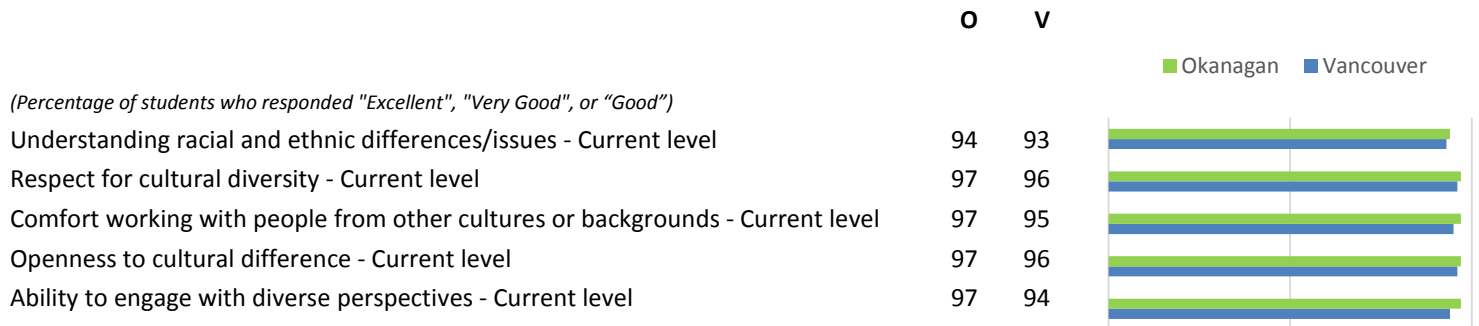 O V
Okanagan Vancouver
(Percentage of students who responded "Excellent", "Very Good", or “Good”)
Understanding racial and ethnic differences/issues - Current level 94 93
Respect for cultural diversity - Current level 97 96
Comfort working with people from other cultures or backgrounds - Current level 97 95
Openness to cultural difference - Current level 97 96
Ability to engage with diverse perspectives - Current level 97 94